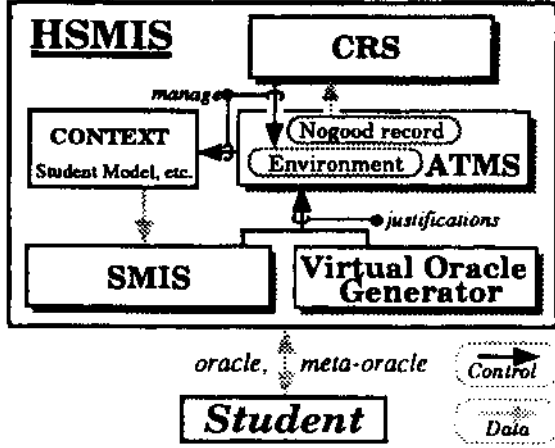 HSMIS
CRS
manage
Nogood record
CONTEXT
Student Model, etc.
Environment
ATMS
justifications
SMIS
Virtual Oracle
Generator
oracle, meta-oracle
Control
Student
Data